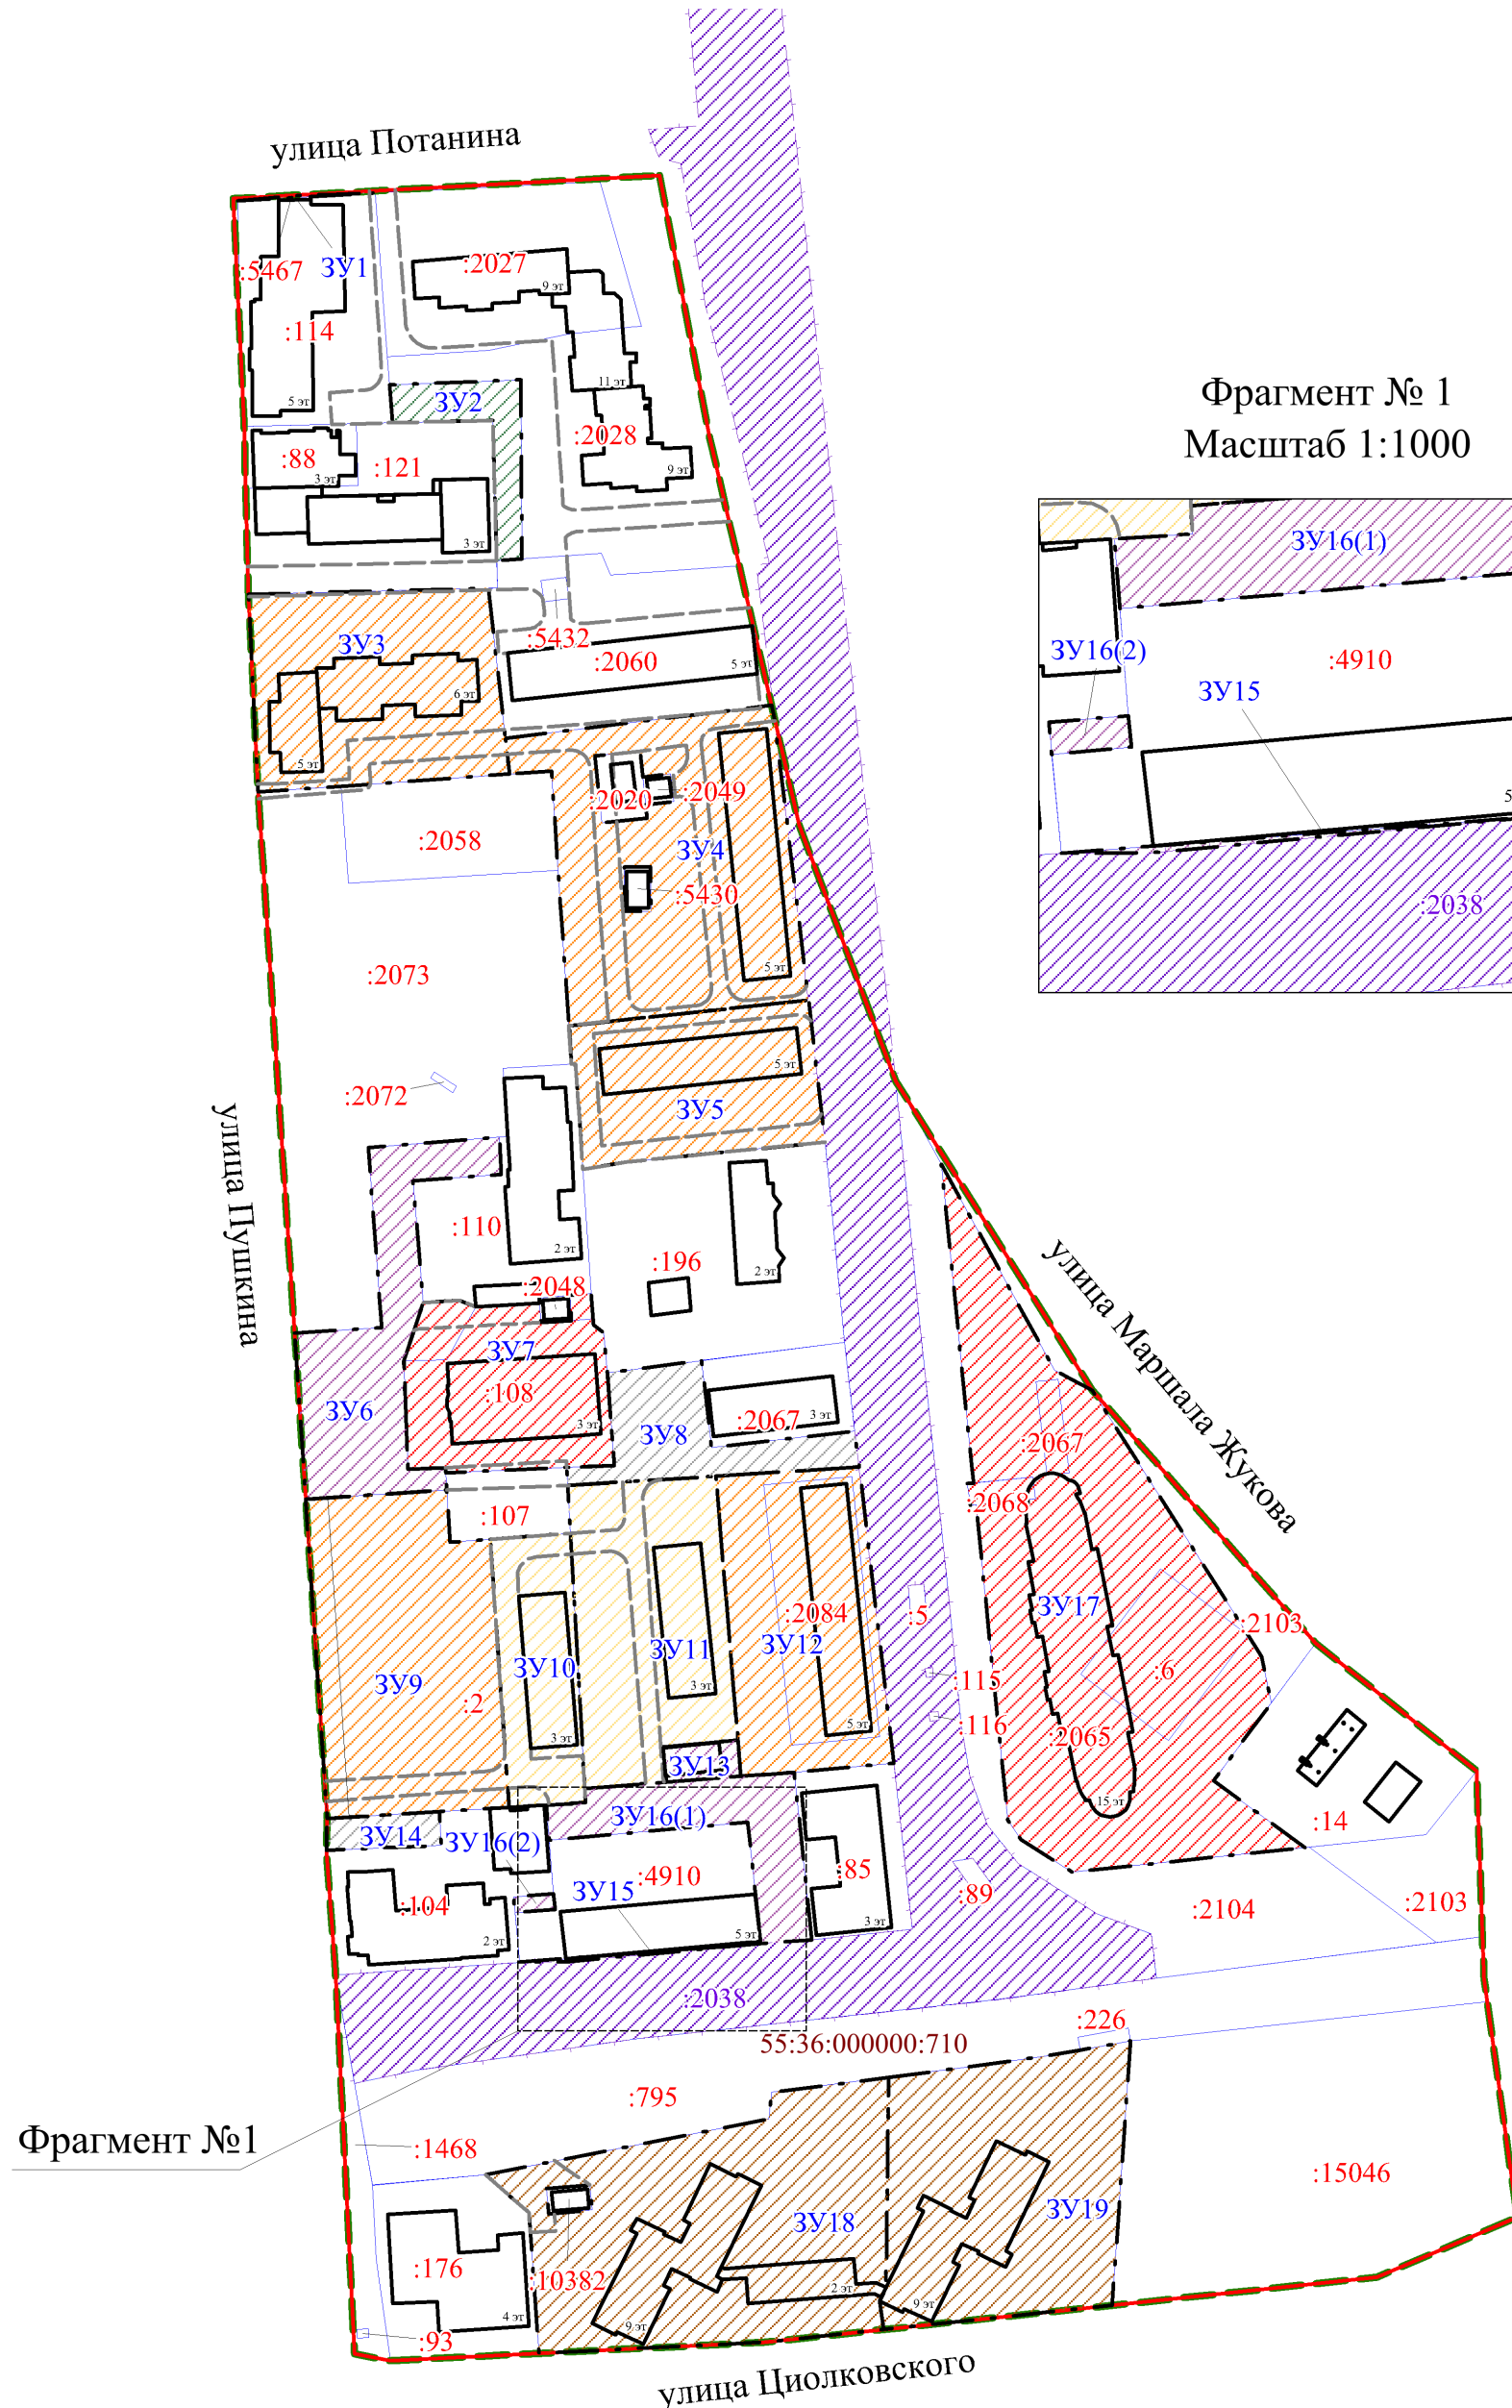 улица Потанина
:5467
ЗУ1
:2027
9 эт
:114
11 эт
5 эт
ЗУ2
:2028
:88
:121
3 эт
9 эт
3 эт
Фрагмент № 1
Масштаб 1:1000
ЗУ16(1)
ЗУ16(2)
:4910
ЗУ15
5
:2038
ЗУ3
:5432
:2060
5 эт
6 эт
5 эт
:2020
:2049
:2058
ЗУ4
:5430
5 эт
:2073
5 эт
:2072
ЗУ5
улица Пушкина
:110
2 эт
:196
2 эт
:2048
ЗУ7
:108
3 эт
ЗУ6
ЗУ8
:2067
3 эт
улица Маршала Жукова
:2067
:107
:2068
:2084
ЗУ12
5 эт
:5
ЗУ17
:2103
:6
ЗУ11
3 эт
ЗУ10
3 эт
ЗУ9
:2
:115
:116
:2065
15 эт
ЗУ13
ЗУ14
ЗУ16(2)
ЗУ16(1)
:14
:4910
ЗУ15
5 эт
:85
3 эт
:89
:104
2 эт
:2104
:2103
:2038
:226
55:36:000000:710
:795
Фрагмент №1
:1468
:15046
ЗУ18
ЗУ19
:176
4 эт
:10382
2 эт
9 эт
9 эт
:93
улица Циолковского